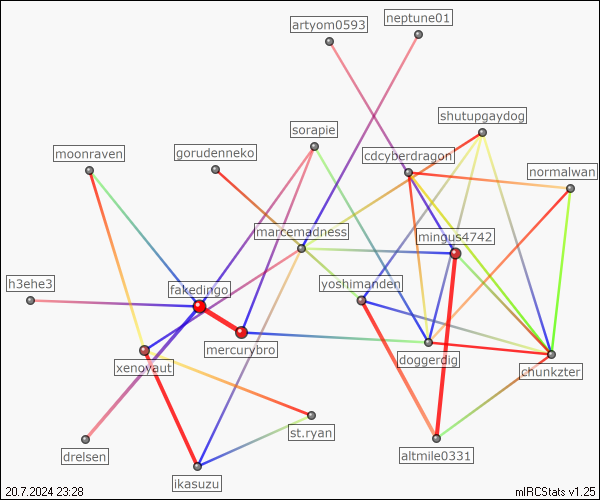 neptune01
artyom0593
shutupgaydog
sorapie
moonraven
gorudenneko
cdcyberdragon
normalwan
marcemadness
mingus4742
h3ehe3
fakedingo
yoshimanden
mercurybro
doggerdig
xenovaut
chunkzter
st.ryan
drelsen
altmile0331
ikasuzu
20.7.2024 23:28
mIRCStats v1.25